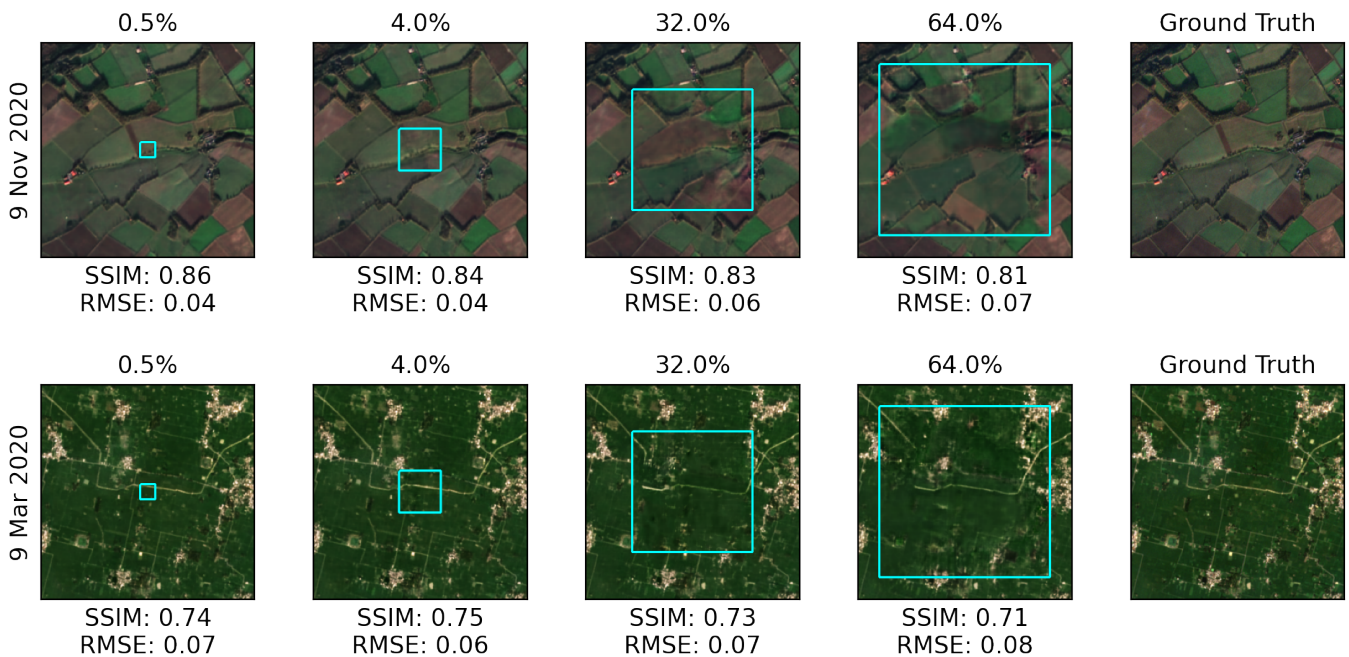 0.5%
4.0%
32.0%
64.0%
Ground Truth
9 Nov 2020
SSIM: 0.86
RMSE: 0.04
SSIM: 0.84
RMSE: 0.04
SSIM: 0.83
RMSE: 0.06
SSIM: 0.81
RMSE: 0.07
0.5%
4.0%
32.0%
64.0%
Ground Truth
9 Mar 2020
SSIM: 0.74
RMSE: 0.07
SSIM: 0.75
RMSE: 0.06
SSIM: 0.73
RMSE: 0.07
SSIM: 0.71
RMSE: 0.08